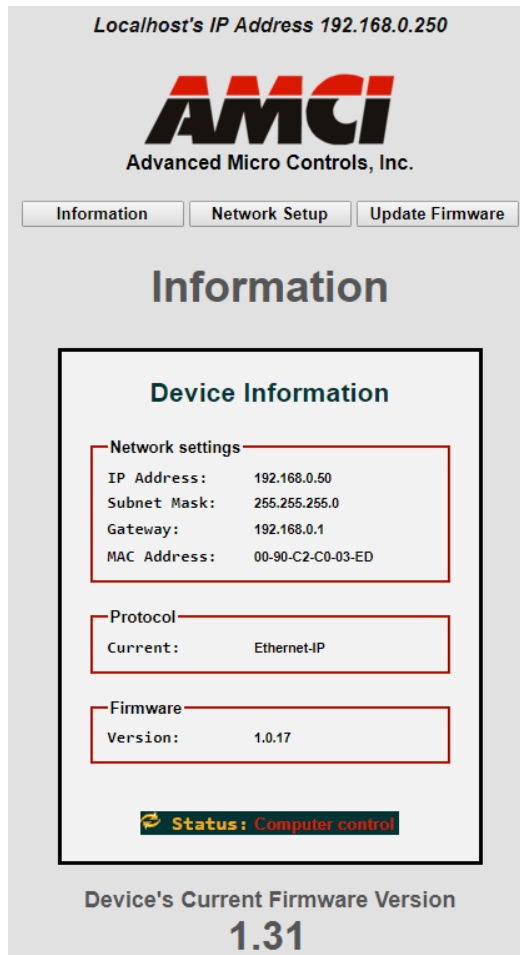 Localhost's IP Address 192.168.0.250
AMCI
Advanced Micro Controls, Inc.
Information Network Setup Update Firmware
Information
Device Information
Network settings
IP Address: 192.168.0.50
Subnet Mask: 255.255.255.0
Gateway: 192.168.0.1
MAC Address: 00-90-C2-C0-03-ED
Protocol
Current: Ethernet-IP
Firmware
Version: 1.0.17
Status: Computer control
Device's Current Firmware Version
1.31